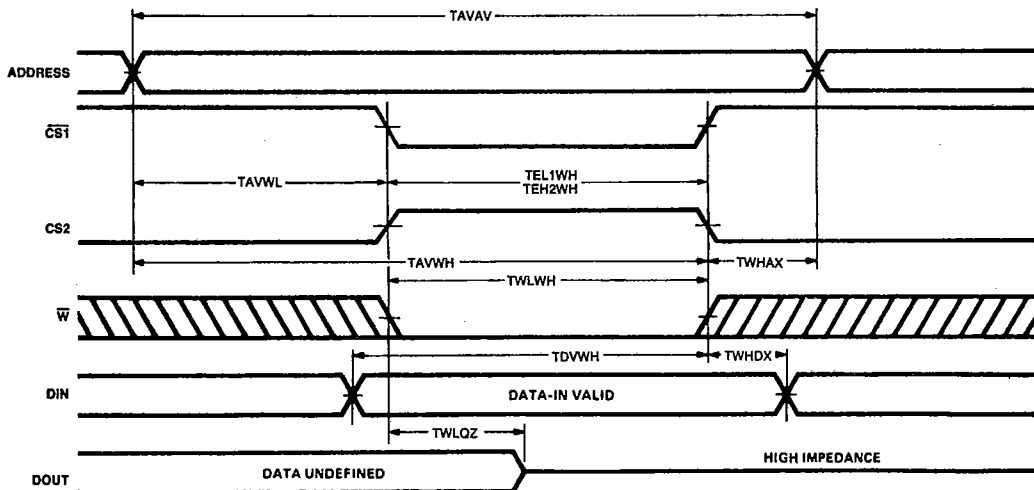 TAVAV
ADDRESS
CS1
TAVWL
TEL1WH
TEH2WH
CS2
TAVWH
TWHAX
TWLWH
W
TDVWH
TWHDX
DIN
DATA-IN VALID
TWLQZ
HIGH IMPEDANCE
DOUT
DATA UNDEFINED